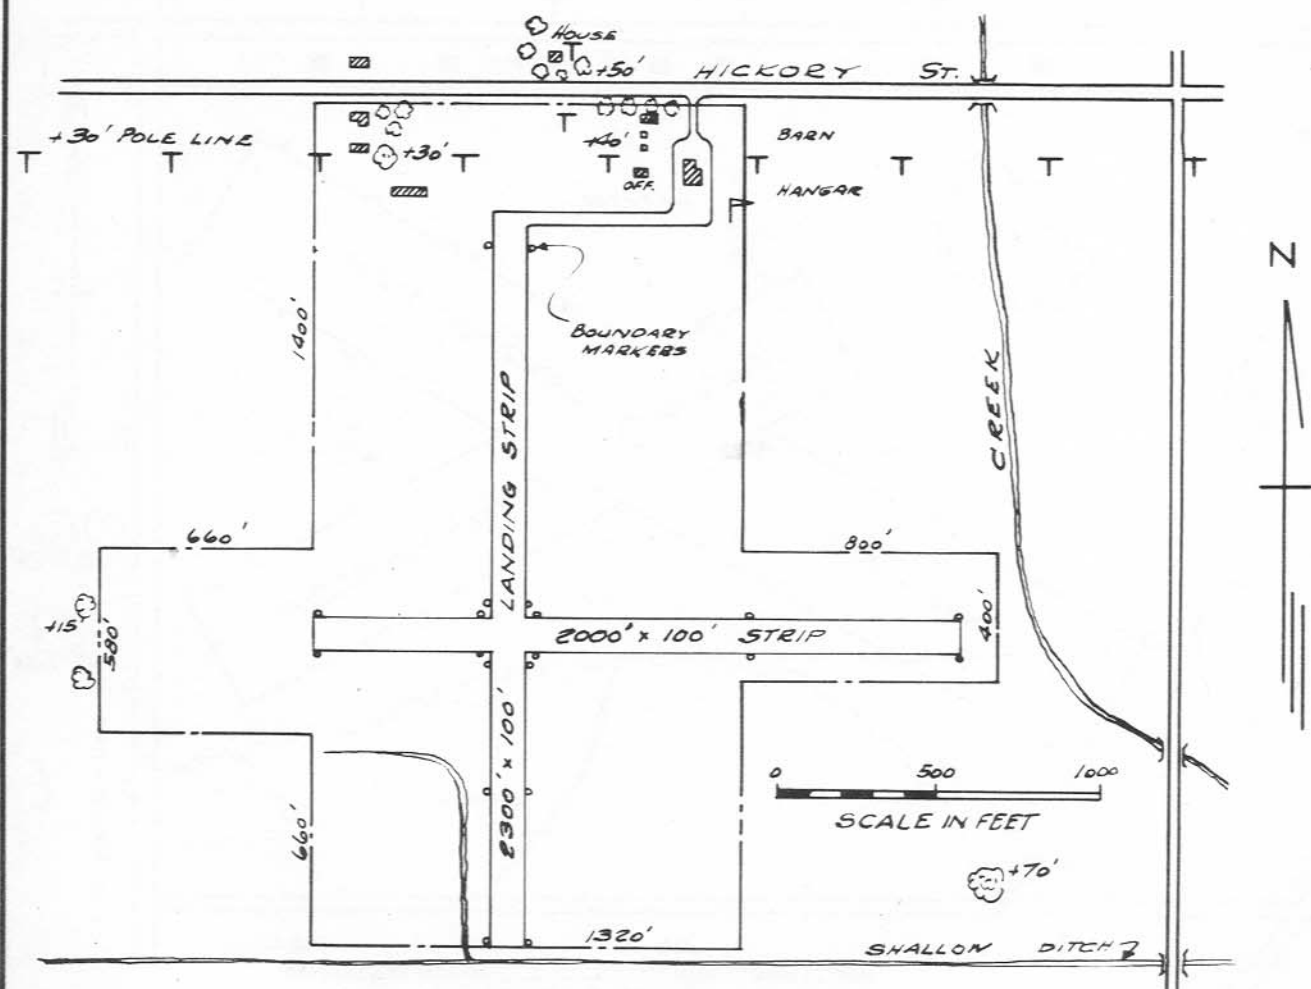 HOUSE
+50'
HICKORY ST.
+30' POLE LINE
+30'
+40'
BARN
OFF.
HANGAR
N
BOUNDARY
MARKERS
1400'
LANDING STRIP
CREEK
660'
800'
+15'
580'
2000' x 100' STRIP
400'
2300' x 100'
0 500 1000
SCALE IN FEET
660'
+70'
1320'
SHALLOW DITCH